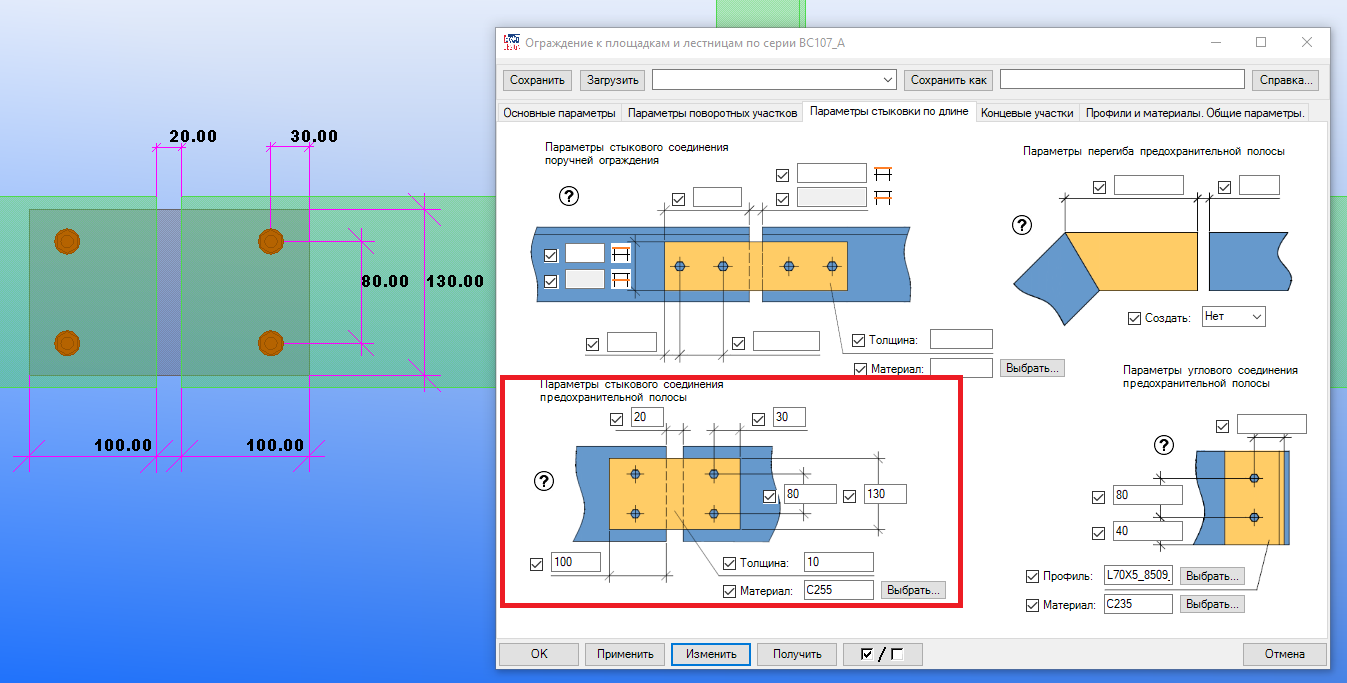 Ограждение к площадкам и лестницам по серии ВС107_А
Сохранить Загрузить Сохранить как Справка...
Основные параметры Параметры поворотных участков Параметры стыковки по длине Концевые участки Профили и материалы. Общие параметры.
20.00 30.00
80.00 130.00
100.00 100.00
Параметры стыкового соединения
поручней ограждения
?
Толщина:
Материал: Выбрать...
Параметры перегиба предохранительной полосы
?
Создать: Нет
Параметры стыкового соединения
предохранительной полосы
20 30
?
80 130
100
Толщина: 10
Материал: С255 Выбрать...
Параметры углового соединения
предохранительной полосы
?
80
40
Профиль: L70X5_8509_ Выбрать...
Материал: С235 Выбрать...
OK Применить Изменить Получить / Отмена